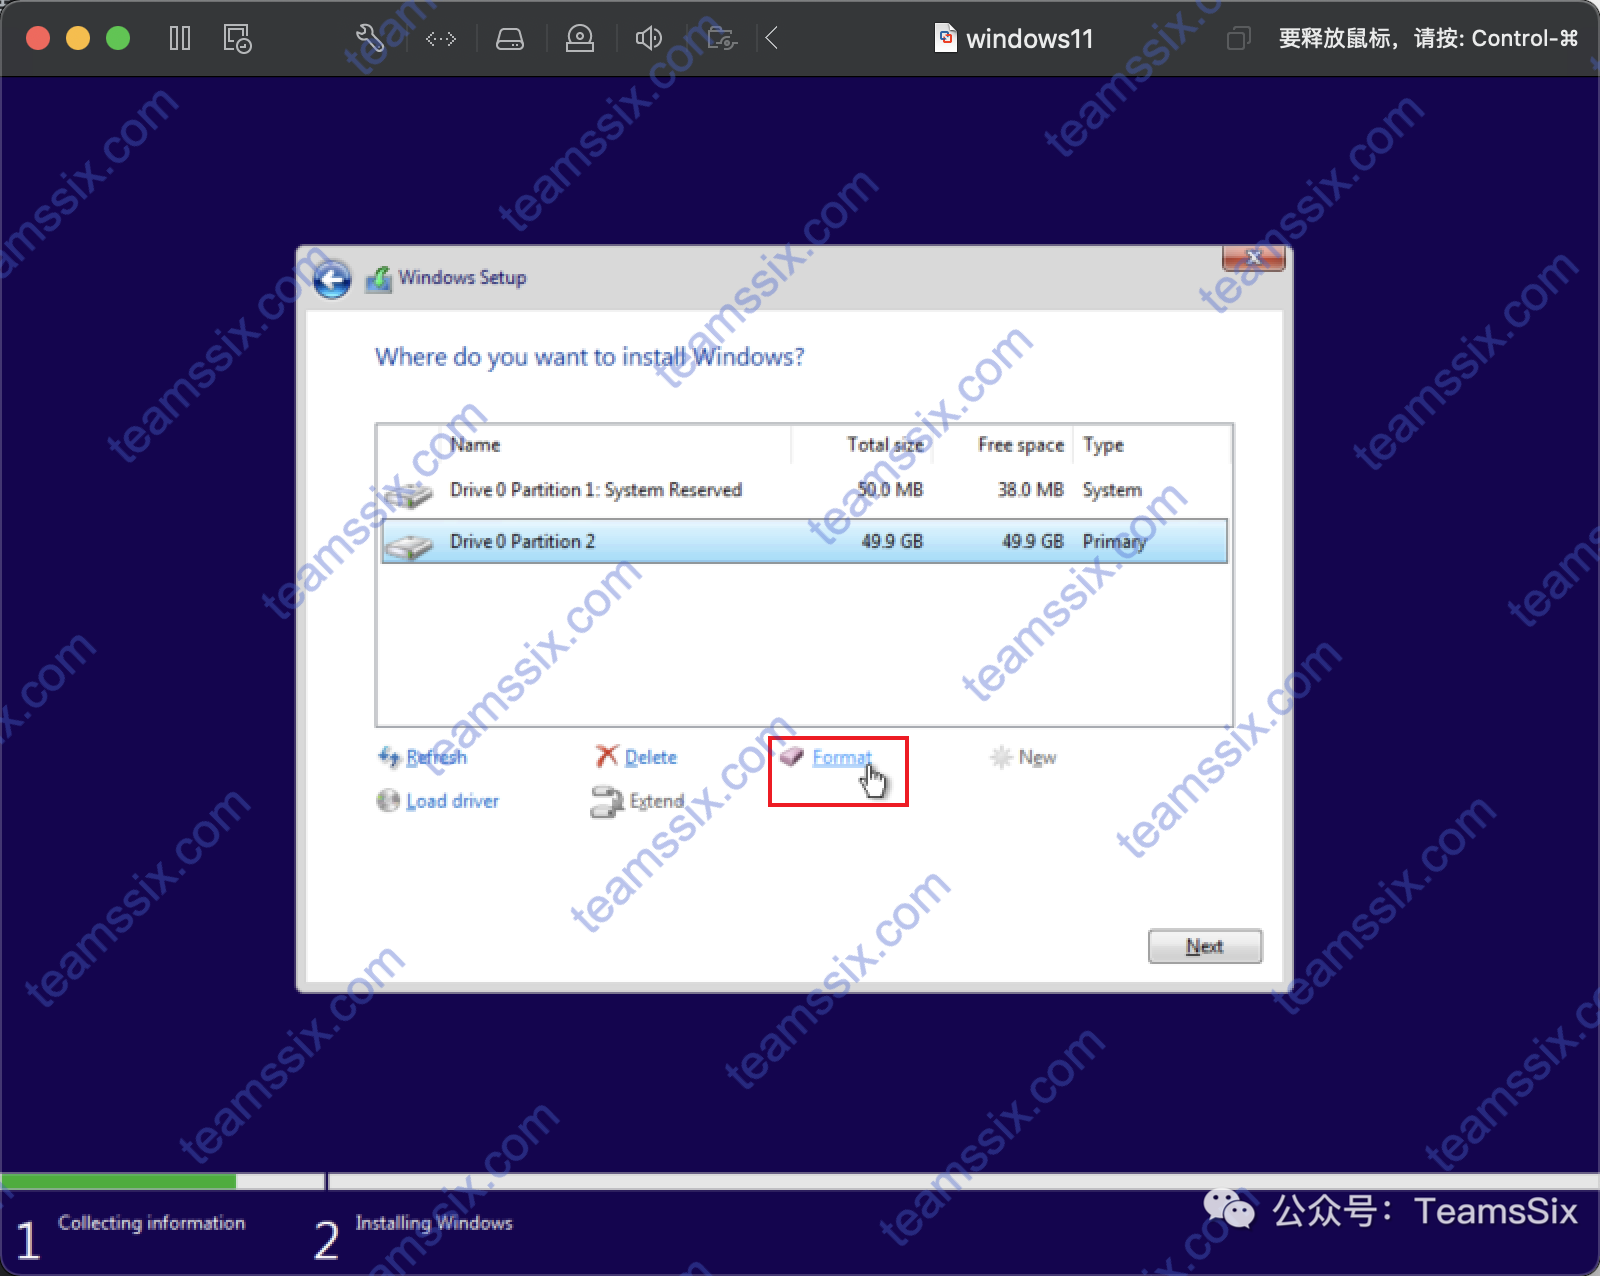 windows11
要释放鼠标，请按: Control-⌘
Windows Setup
Where do you want to install Windows?
Name Total size Free space Type
Drive 0 Partition 1: System Reserved 50.0 MB 38.0 MB System
Drive 0 Partition 2 49.9 GB 49.9 GB Primary
Refresh Delete Format New
Load driver Extend
Next
1 Collecting information 2 Installing Windows
公众号：TeamsSix
teamssix.com